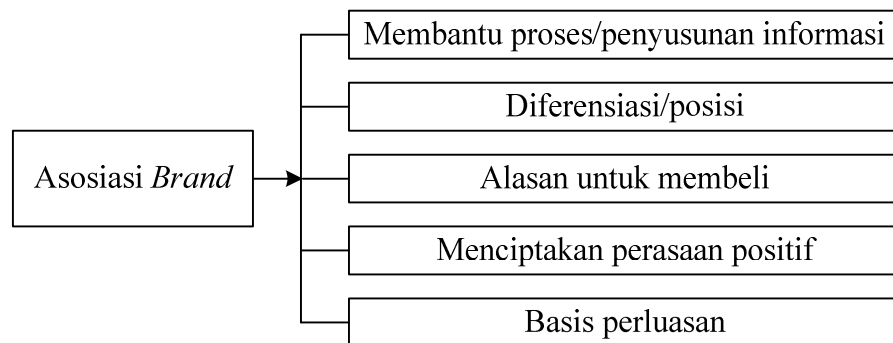 Membantu proses/penyusunan informasi
Diferensiasi/posisi
Asosiasi Brand
Alasan untuk membeli
Menciptakan perasaan positif
Basis perluasan